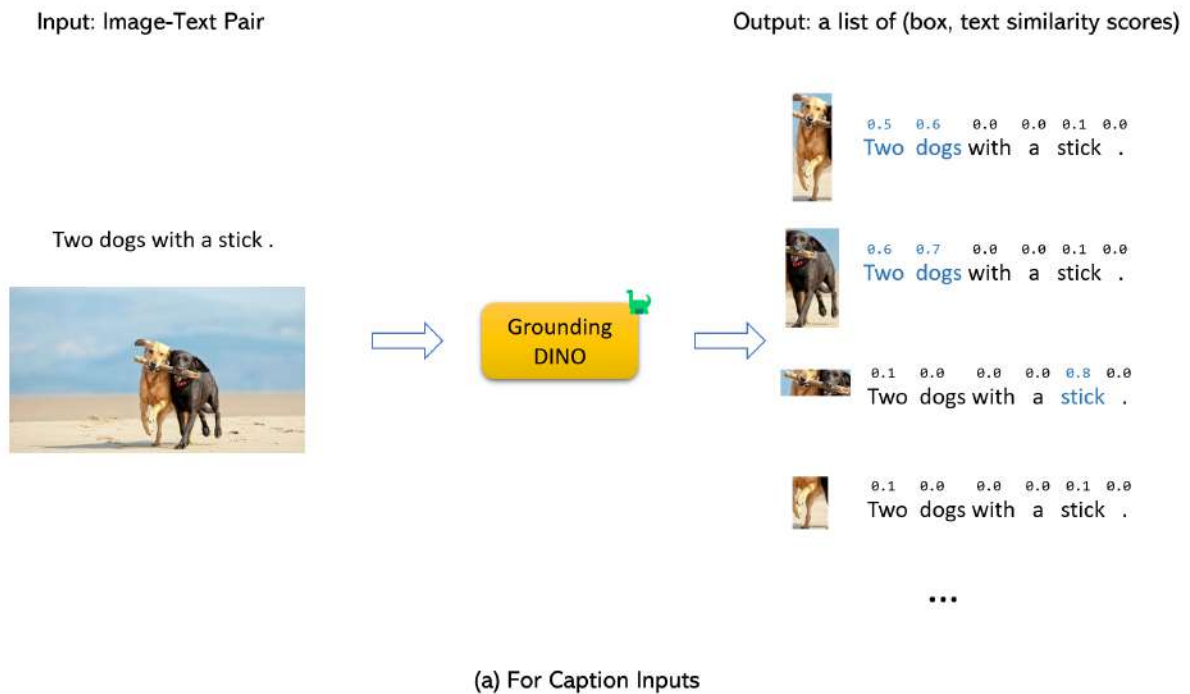 Input: Image-Text Pair
Output: a list of (box, text similarity scores)
0.5 0.6 0.0 0.0 0.1 0.0
Two dogs with a stick .
Two dogs with a stick .
0.6 0.7 0.0 0.0 0.1 0.0
Two dogs with a stick .
Grounding
DINO
0.1 0.0 0.0 0.0 0.8 0.0
Two dogs with a stick .
0.1 0.0 0.0 0.0 0.1 0.0
Two dogs with a stick .
...
(a) For Caption Inputs